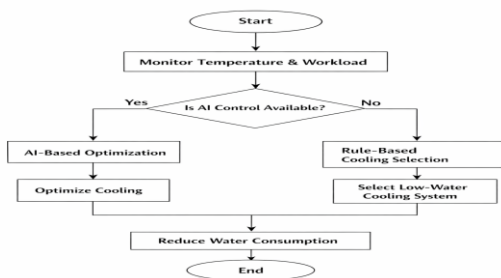 Start
Monitor Temperature & Workload
Is AI Control Available?
Yes
No
AI-Based Optimization
Optimize Cooling
Rule-Based
Cooling Selection
Select Low-Water
Cooling System
Reduce Water Consumption
End